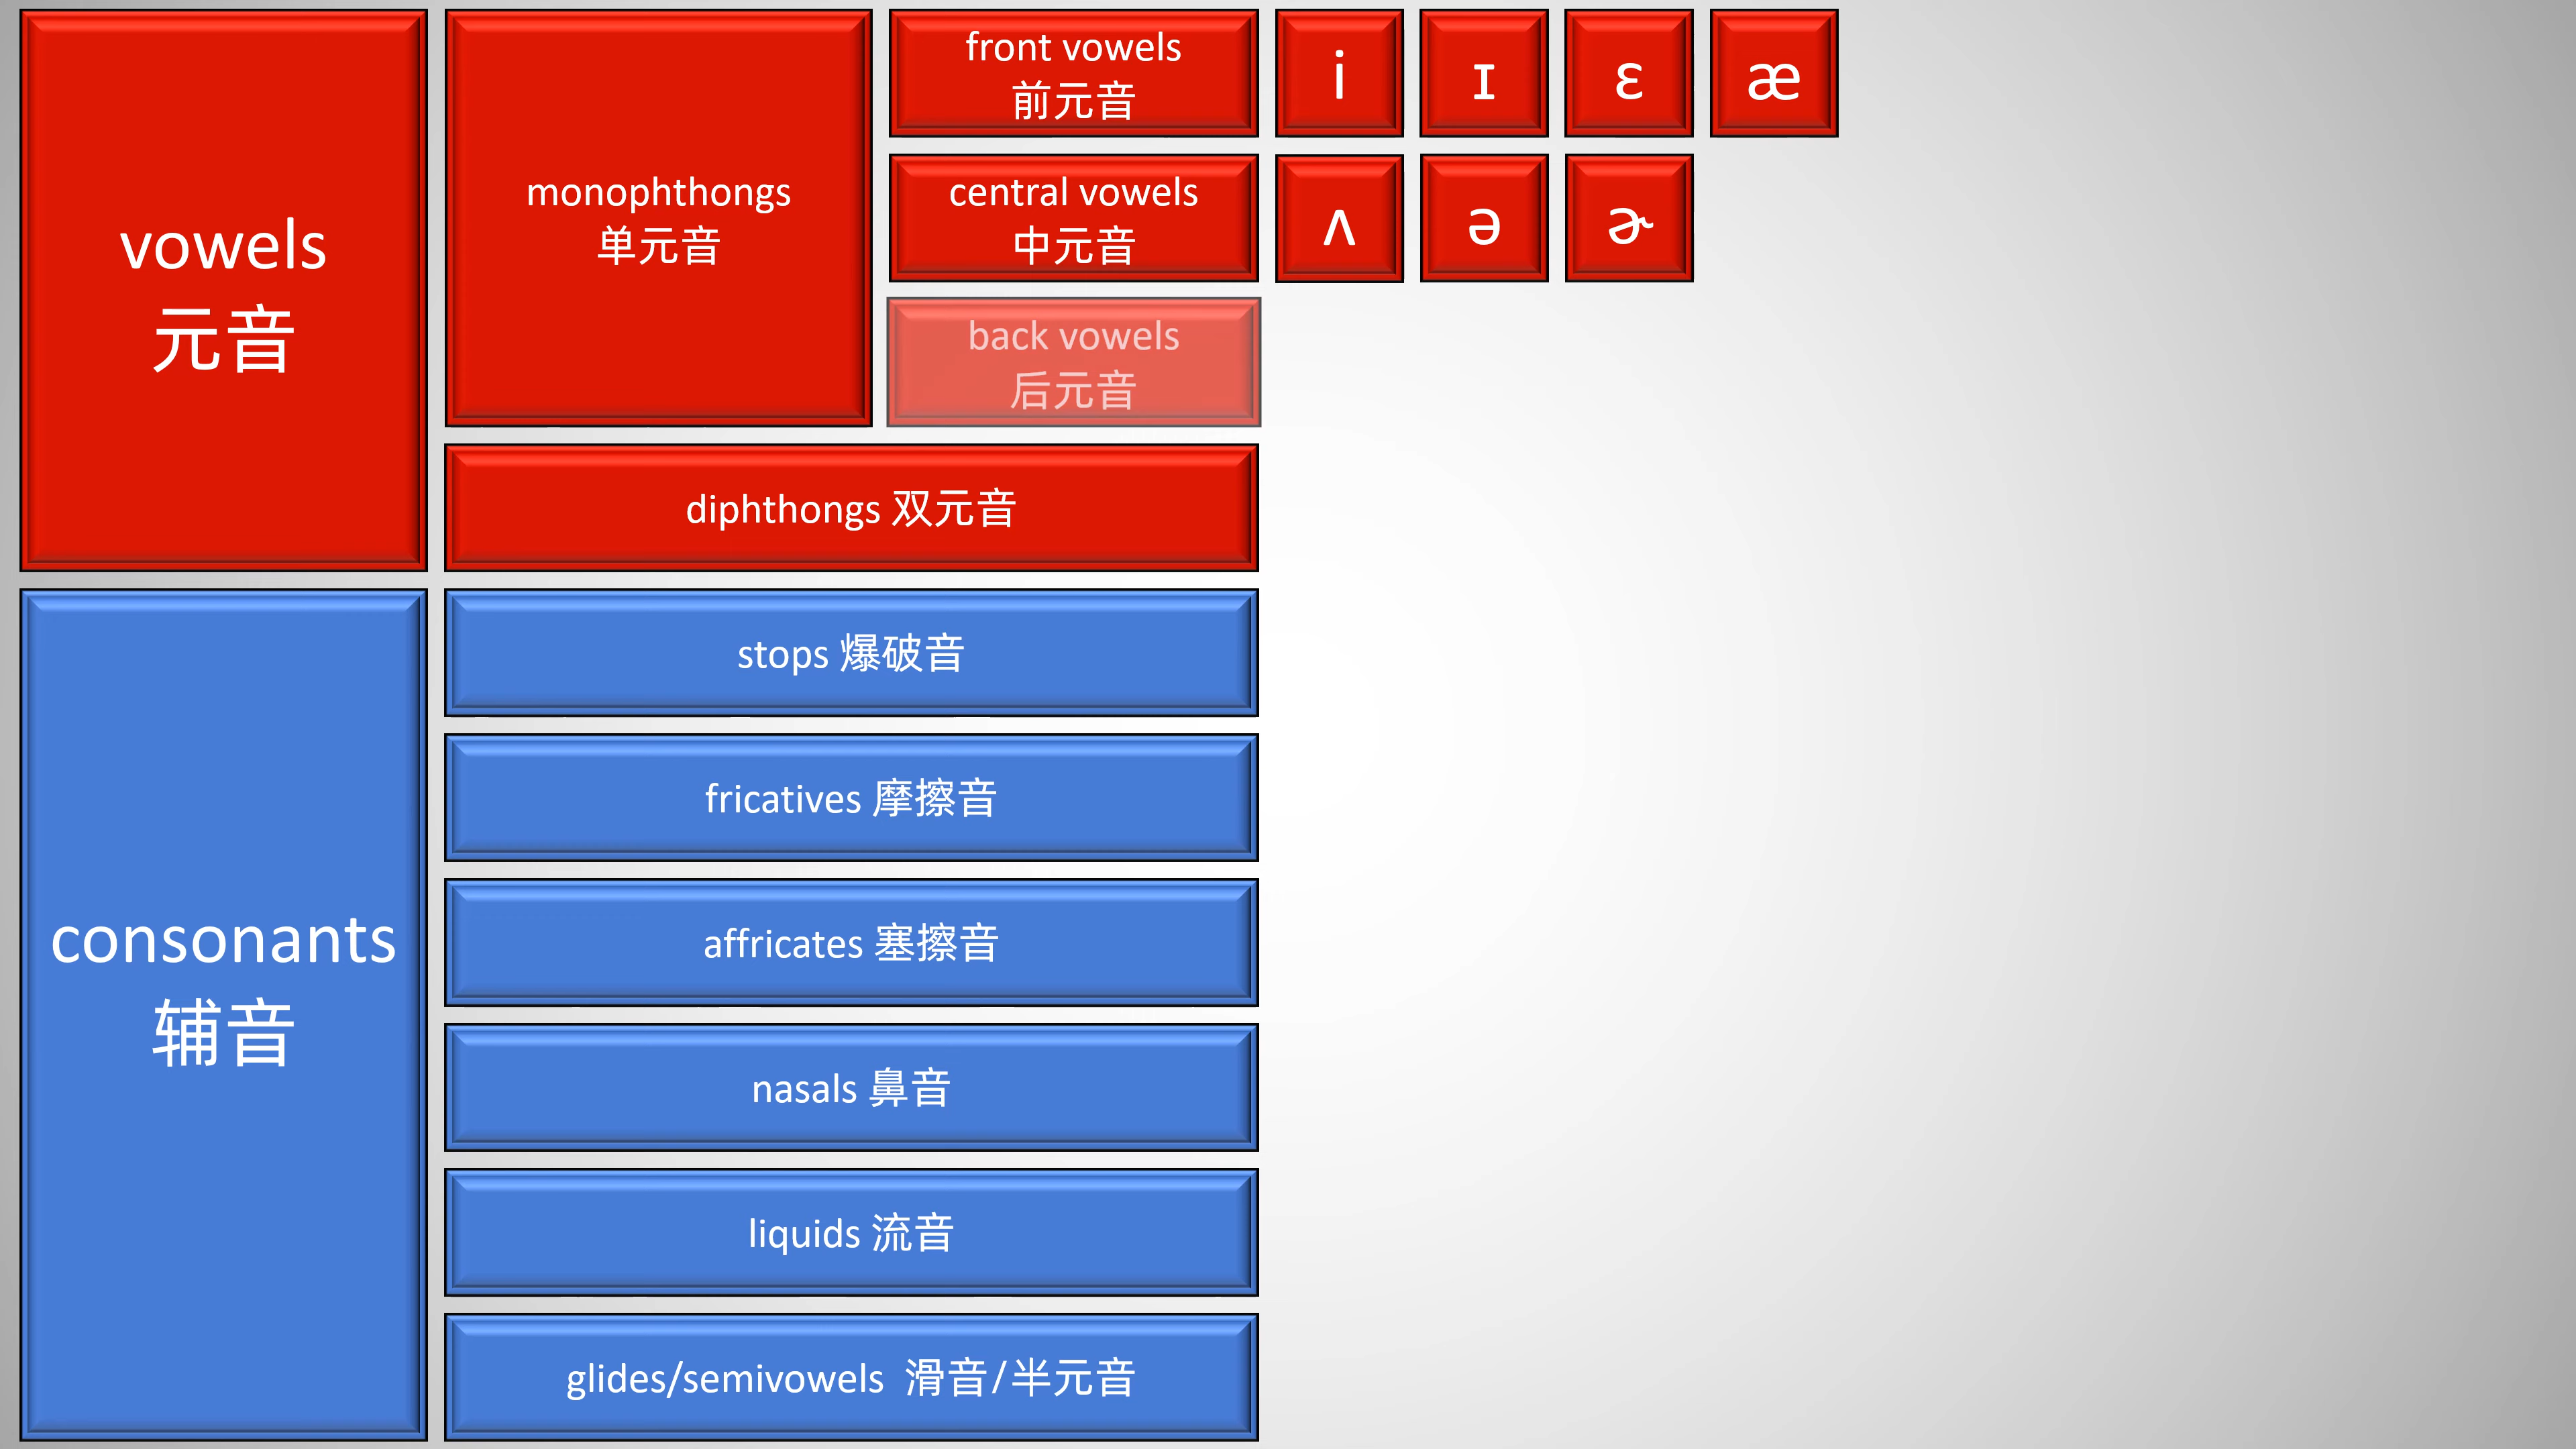 vowels
元音
monophthongs
单元音
front vowels
前元音
i
ɪ
ɛ
æ
central vowels
中元音
ʌ
ə
ɚ
back vowels
后元音
diphthongs 双元音
consonants
辅音
stops 爆破音
fricatives 摩擦音
affricates 塞擦音
nasals 鼻音
liquids 流音
glides/semivowels 滑音/半元音